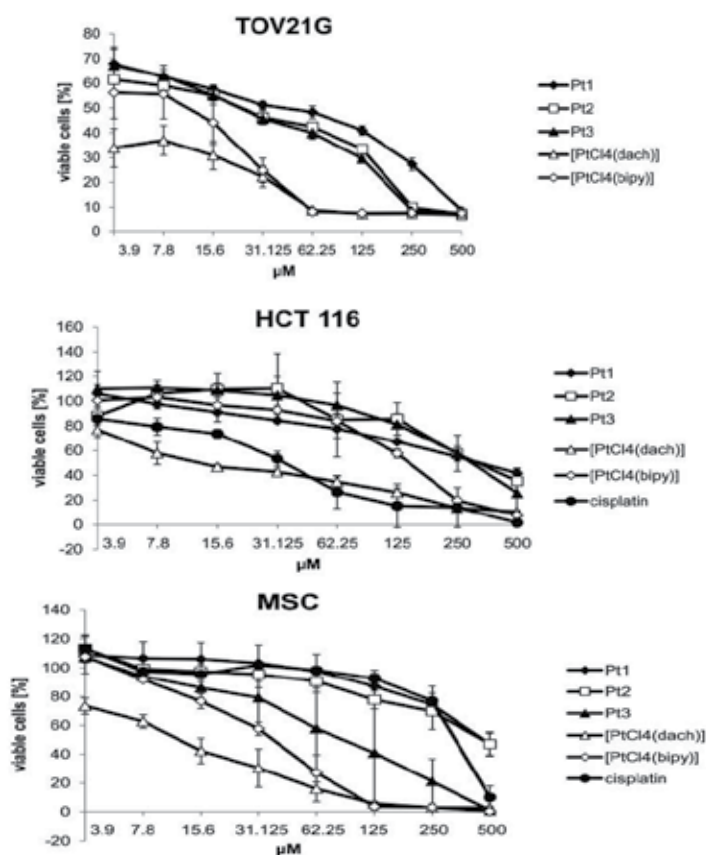 TOV21G
80
70
60
50
40
30
20
10
0
viable cells [%]
3.9 7.8 15.6 31.125 62.25 125 250 500
µM
Pt1
Pt2
Pt3
[PtCl4(dach)]
[PtCl4(bipy)]
HCT 116
160
140
120
100
80
60
40
20
0
-20
viable cells [%]
3.9 7.8 15.6 31.125 62.25 125 250 500
µM
Pt1
Pt2
Pt3
[PtCl4(dach)]
[PtCl4(bipy)]
cisplatin
MSC
140
120
100
80
60
40
20
0
-20
viable cells [%]
3.9 7.8 15.6 31.125 62.25 125 250 500
µM
Pt1
Pt2
Pt3
[PtCl4(dach)]
[PtCl4(bipy)]
cisplatin